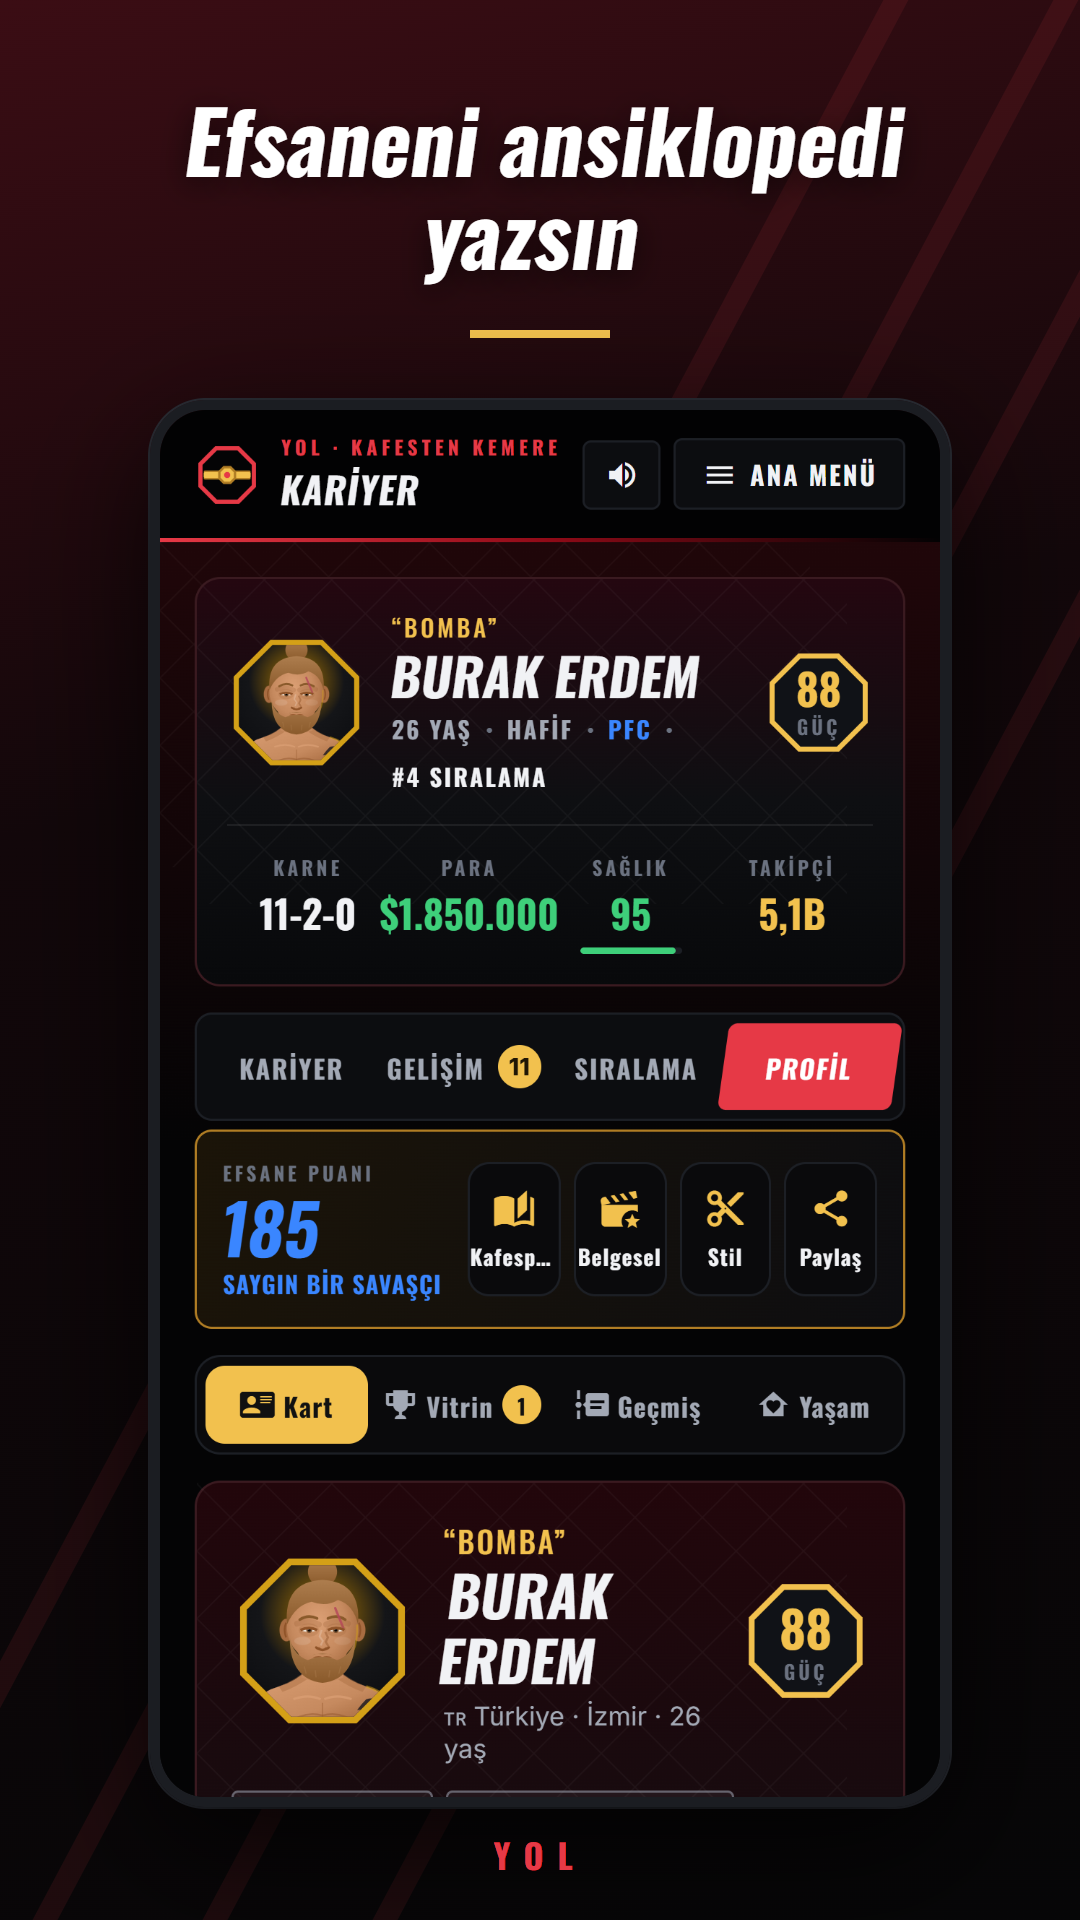 Efsaneni ansiklopedi
yazsın
YOL · KAFESTEN KEMERE
KARİYER
ANA MENÜ
“BOMBA”
BURAK ERDEM
26 YAŞ · HAFİF · PFC ·
#4 SIRALAMA
88
GÜÇ
KARNE
PARA
SAĞLIK
TAKİPÇİ
11-2-0
$1.850.000
95
5,1B
KARİYER
GELİŞİM 11
SIRALAMA
PROFİL
EFSANE PUANI
185
SAYGIN BİR SAVAŞÇI
Kafesp...
Belgesel
Stil
Paylaş
Kart
Vitrin 1
Geçmiş
Yaşam
“BOMBA”
BURAK
ERDEM
TR Türkiye · İzmir · 26
yaş
88
GÜÇ
YOL